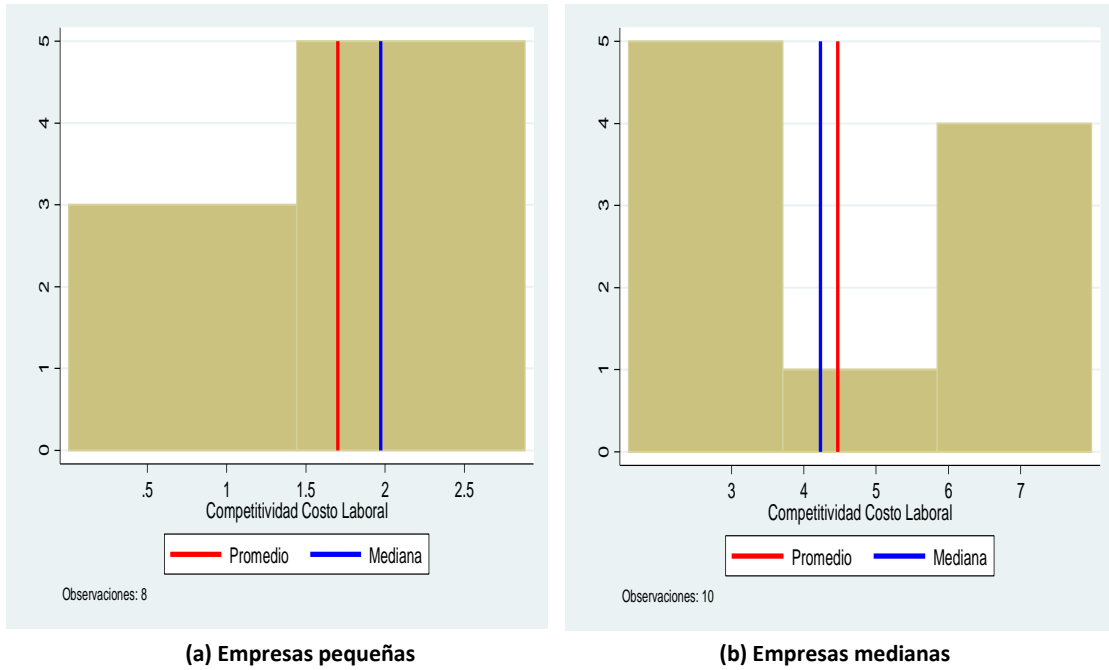 5
4
3
2
1
0
.5 1 1.5 2 2.5
Competitividad Costo Laboral
Promedio Mediana
Observaciones: 8
(a) Empresas pequeñas
5
4
3
2
1
0
3 4 5 6 7
Competitividad Costo Laboral
Promedio Mediana
Observaciones: 10
(b) Empresas medianas